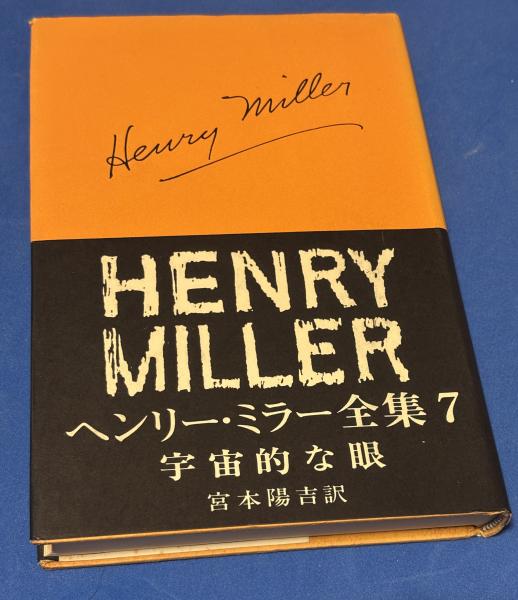 Henry Miller
HENRY
MILLER
ヘンリー・ミラー全集7
宇宙的な眼
宮本陽吉訳